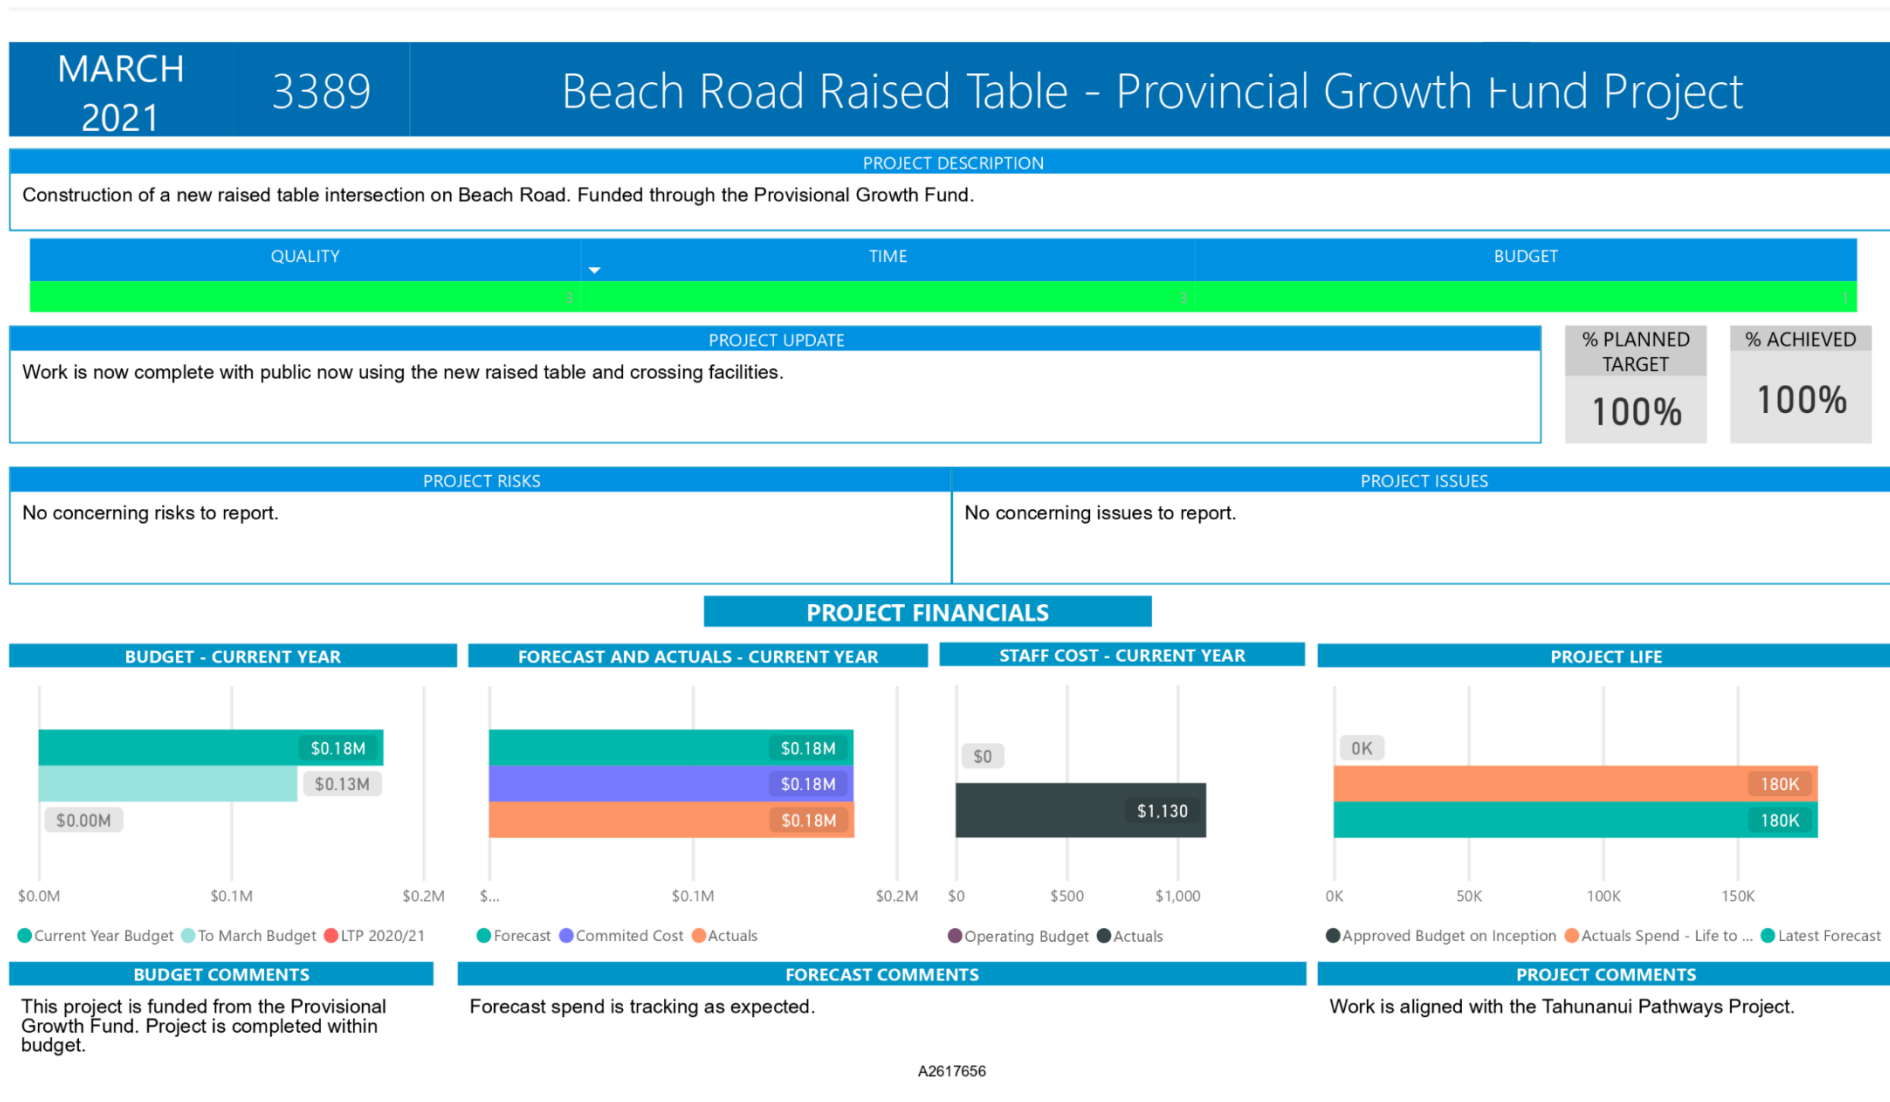 MARCH
2021
3389
Beach Road Raised Table - Provincial Growth Fund Project
PROJECT DESCRIPTION
Construction of a new raised table intersection on Beach Road. Funded through the Provisional Growth Fund.
QUALITY
TIME
BUDGET
3
3
1
PROJECT UPDATE
Work is now complete with public now using the new raised table and crossing facilities.
% PLANNED
TARGET
100%
% ACHIEVED
100%
PROJECT RISKS
No concerning risks to report.
PROJECT ISSUES
No concerning issues to report.
PROJECT FINANCIALS
BUDGET - CURRENT YEAR
$0.18M
$0.13M
$0.00M
$0.0M $0.1M $0.2M
Current Year Budget To March Budget LTP 2020/21
FORECAST AND ACTUALS - CURRENT YEAR
$0.18M
$0.18M
$0.18M
$... $0.1M $0.2M
Forecast Commited Cost Actuals
STAFF COST - CURRENT YEAR
$0
$1,130
$0 $500 $1,000
Operating Budget Actuals
PROJECT LIFE
0K
180K
180K
0K 50K 100K 150K
Approved Budget on Inception Actuals Spend - Life to ... Latest Forecast
BUDGET COMMENTS
This project is funded from the Provisional
Growth Fund. Project is completed within
budget.
FORECAST COMMENTS
Forecast spend is tracking as expected.
PROJECT COMMENTS
Work is aligned with the Tahunanui Pathways Project.
A2617656